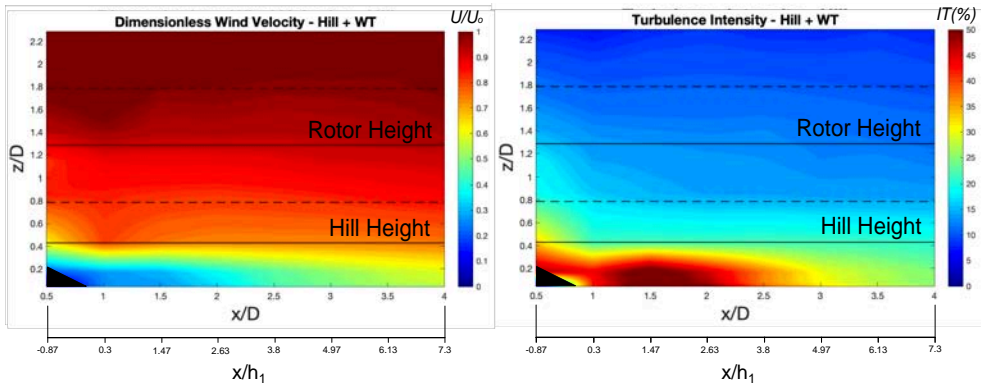 Dimensionless Wind Velocity - Hill + WT
U/Uₒ
2.2
2
1.8
1.6
1.4
1.2
1
0.8
0.6
0.4
0.2
z/D
Rotor Height
Hill Height
1
0.9
0.8
0.7
0.6
0.5
0.4
0.3
0.2
0.1
0
0.5 1 1.5 2 2.5 3 3.5 4
x/D
-0.87 0.3 1.47 2.63 3.8 4.97 6.13 7.3
x/h₁
Turbulence Intensity - Hill + WT
IT(%)
2.2
2
1.8
1.6
1.4
1.2
1
0.8
0.6
0.4
0.2
z/D
Rotor Height
Hill Height
50
45
40
35
30
25
20
15
10
5
0
0.5 1 1.5 2 2.5 3 3.5 4
x/D
-0.87 0.3 1.47 2.63 3.8 4.97 6.13 7.3
x/h₁